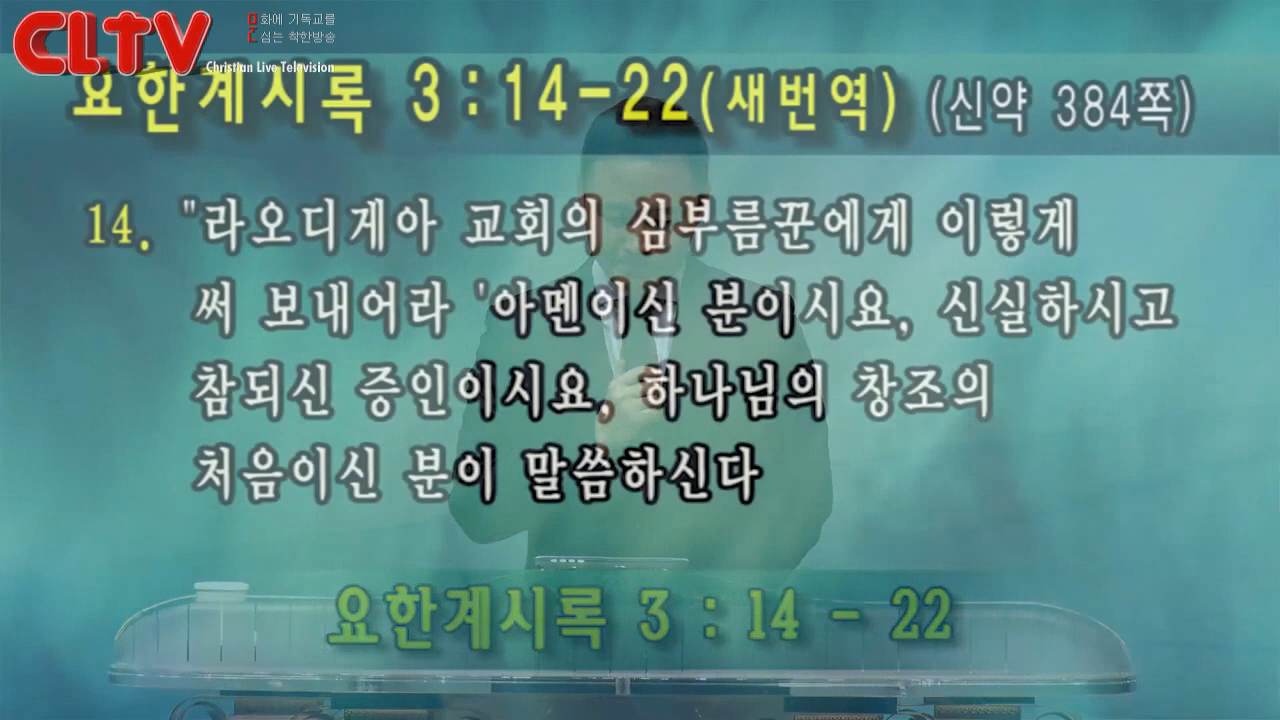 CLTV
문화에 기독교를
심는 착한방송
Christian Live Television
요한계시록 3:14-22(새번역) (신약 384쪽)
14. "라오디게아 교회의 심부름꾼에게 이렇게
써 보내어라 '아멘이신 분이시요, 신실하시고
참되신 증인이시요, 하나님의 창조의
처음이신 분이 말씀하신다
요한계시록 3 : 14 - 22